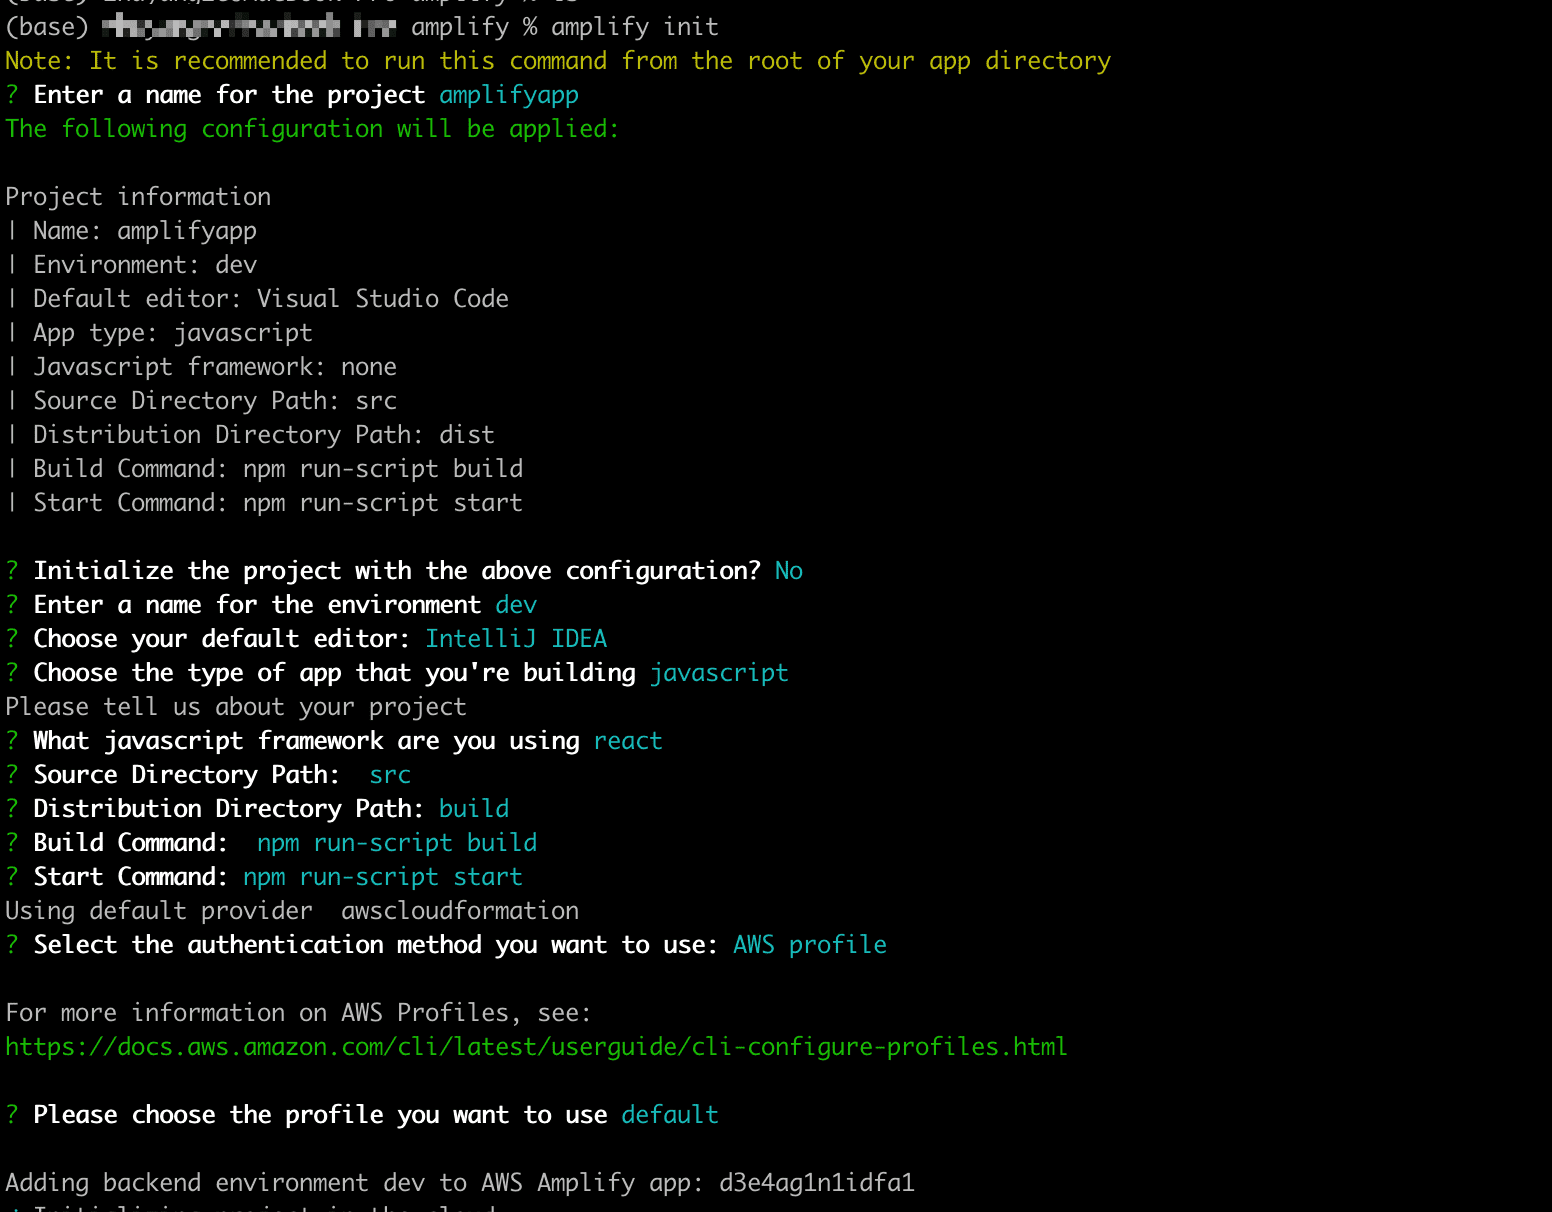 (base) amplify % amplify init
Note: It is recommended to run this command from the root of your app directory
? Enter a name for the project amplifyapp
The following configuration will be applied:
Project information
| Name: amplifyapp
| Environment: dev
| Default editor: Visual Studio Code
| App type: javascript
| Javascript framework: none
| Source Directory Path: src
| Distribution Directory Path: dist
| Build Command: npm run-script build
| Start Command: npm run-script start
? Initialize the project with the above configuration? No
? Enter a name for the environment dev
? Choose your default editor: IntelliJ IDEA
? Choose the type of app that you're building javascript
Please tell us about your project
? What javascript framework are you using react
? Source Directory Path:  src
? Distribution Directory Path: build
? Build Command:  npm run-script build
? Start Command: npm run-script start
Using default provider  awscloudformation
? Select the authentication method you want to use: AWS profile
For more information on AWS Profiles, see:
https://docs.aws.amazon.com/cli/latest/userguide/cli-configure-profiles.html
? Please choose the profile you want to use default
Adding backend environment dev to AWS Amplify app: d3e4ag1n1idfa1